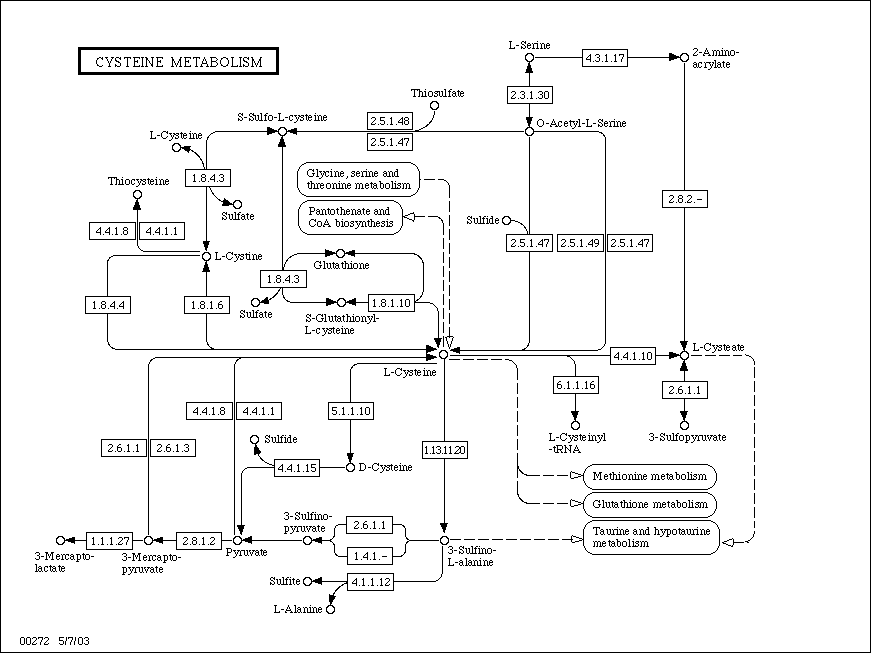 CYSTEINE METABOLISM
L-Serine
4.3.1.17
2-Amino-
acrylate
2.3.1.30
Thiosulfate
S-Sulfo-L-cysteine
2.5.1.48
O-Acetyl-L-Serine
L-Cysteine
2.5.1.47
1.8.4.3
Glycine, serine and
threonine metabolism
Thiocysteine
2.8.2.-
Sulfate
Pantothenate and
CoA biosynthesis
Sulfide
4.4.1.8
4.4.1.1
2.5.1.47
2.5.1.49
2.5.1.47
L-Cystine
Glutathione
1.8.4.3
1.8.4.4
1.8.1.6
1.8.1.10
Sulfate
S-Glutathionyl-
L-cysteine
L-Cysteate
4.4.1.10
L-Cysteine
6.1.1.16
2.6.1.1
4.4.1.8
4.4.1.1
5.1.1.10
L-Cysteinyl
-tRNA
3-Sulfopyruvate
Sulfide
2.6.1.1
2.6.1.3
1.13.11.20
4.4.1.15
D-Cysteine
Methionine metabolism
Glutathione metabolism
3-Sulfino-
pyruvate
2.6.1.1
Taurine and hypotaurine
metabolism
1.1.1.27
2.8.1.2
3-Mercapto-
lactate
3-Mercapto-
pyruvate
Pyruvate
1.4.1.-
3-Sulfino-
L-alanine
Sulfite
4.1.1.12
L-Alanine
00272 5/7/03